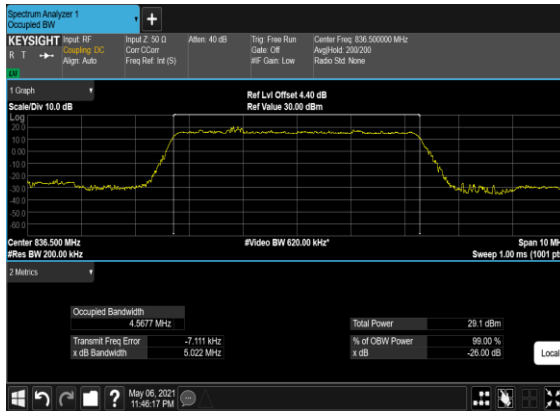 Spectrum Analyzer 1
Occupied BW
KEYSIGHT
R T
LXI
Input: RF
Coupling: DC
Align: Auto
Input Z: 50 Ω
Corr CCorr
Freq Ref: Int (S)
Atten: 40 dB
Trig: Free Run
Gate: Off
#IF Gain: Low
Center Freq: 836.500000 MHz
Avg|Hold: 200/200
Radio Std: None
1 Graph
Scale/Div 10.0 dB
Ref Lvl Offset 4.40 dB
Ref Value 30.00 dBm
Log
20.0
10.0
0.00
-10.0
-20.0
-30.0
-40.0
-50.0
-60.0
Center 836.500 MHz
#Res BW 200.00 kHz
#Video BW 620.00 kHz*
Span 10 MH
Sweep 1.00 ms (1001 pt
2 Metrics
Occupied Bandwidth
4.5677 MHz
Transmit Freq Error -7.111 kHz
x dB Bandwidth 5.022 MHz
Total Power 29.1 dBm
% of OBW Power 99.00 %
x dB -26.00 dB
Local
May 06, 2021
11:46:17 PM